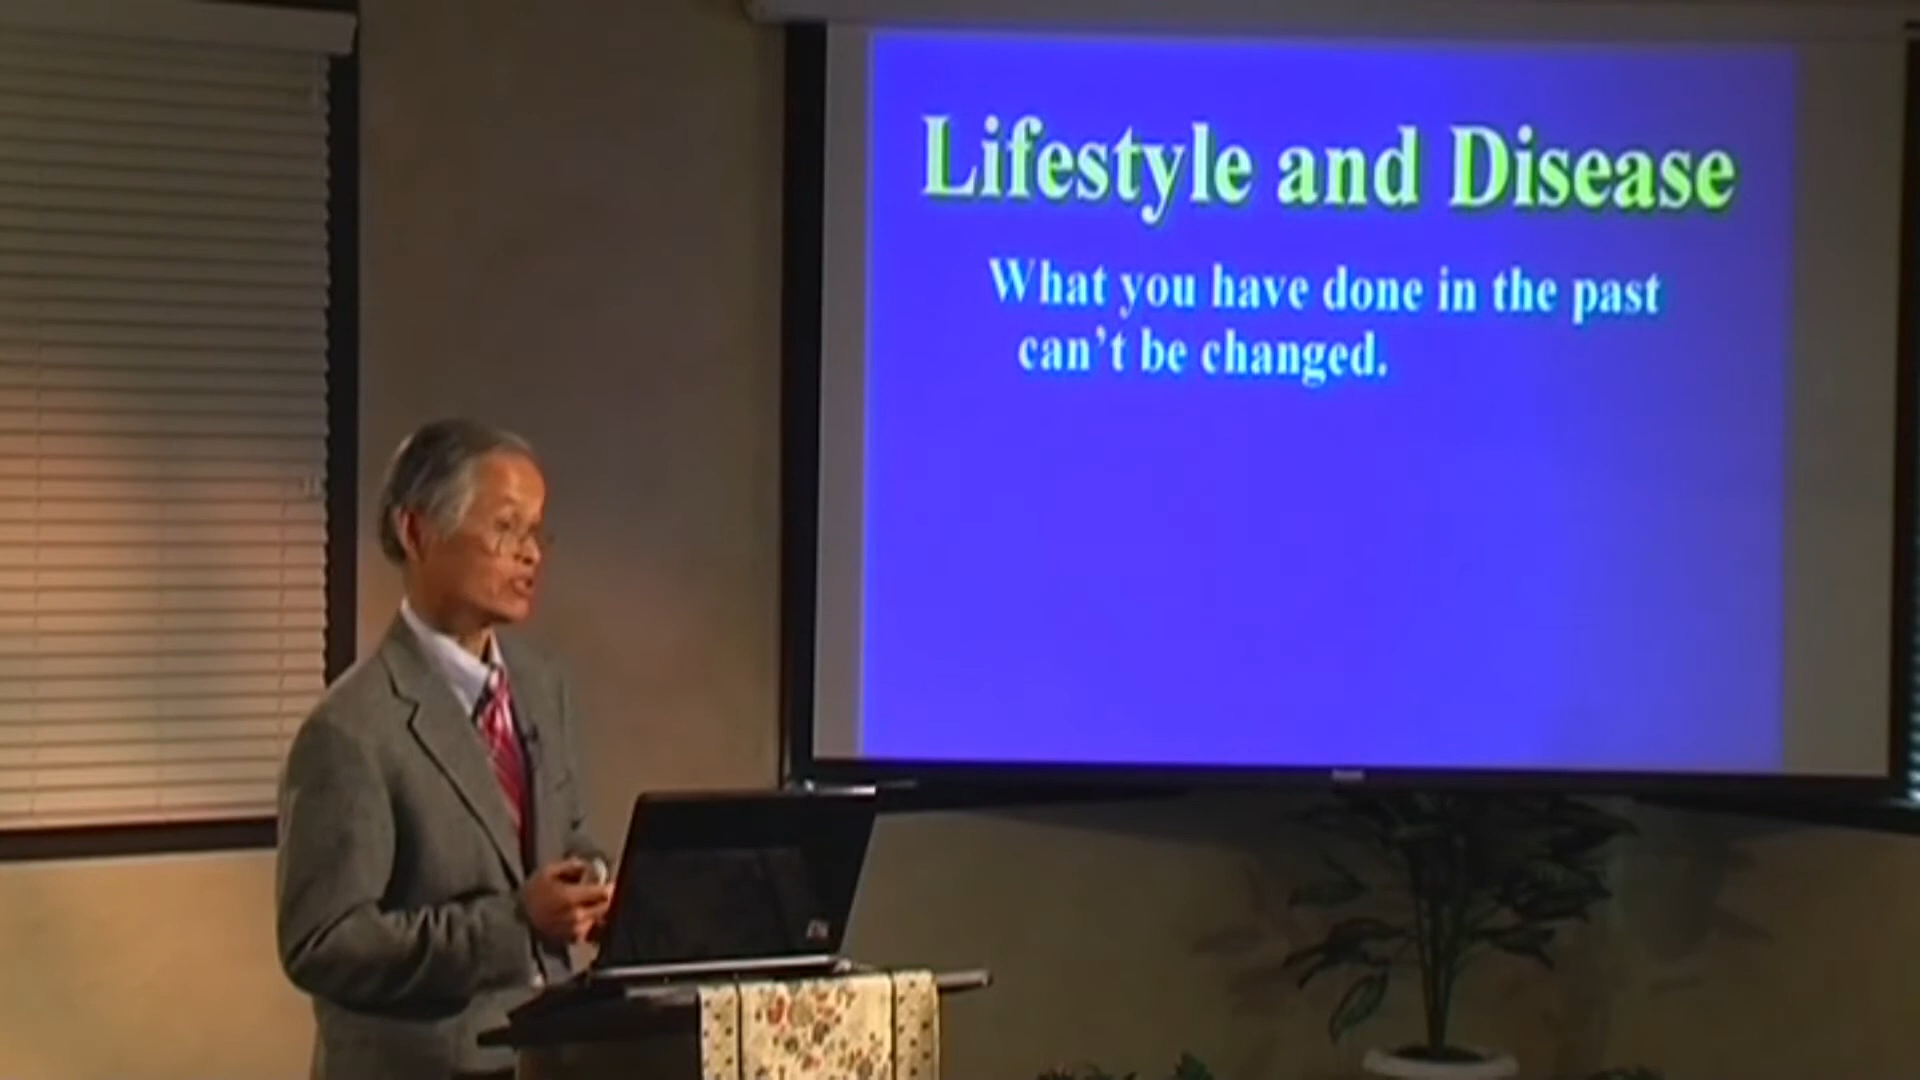 Lifestyle and Disease
What you have done in the past
can't be changed.